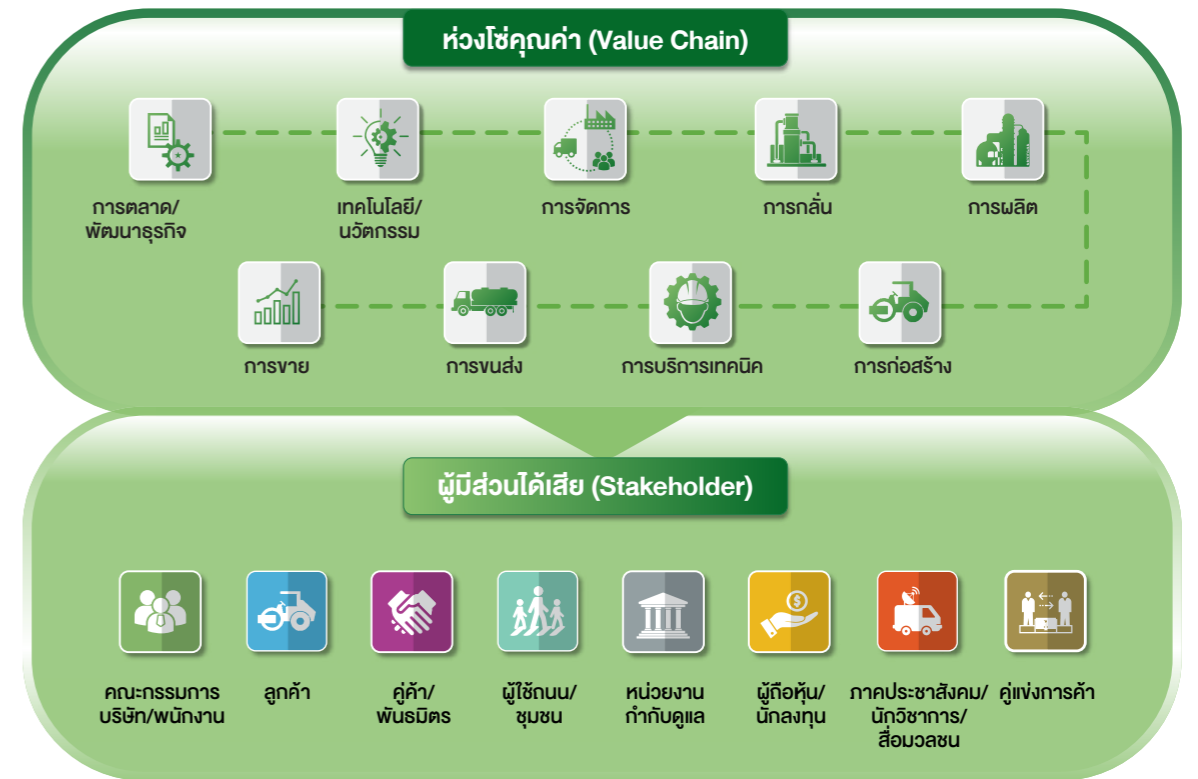 ห่วงโซ่คุณค่า (Value Chain)
การตลาด/
พัฒนาธุรกิจ
เทคโนโลยี/
นวัตกรรม
การจัดการ
การกลั่น
การผลิต
การขาย
การขนส่ง
การบริการเทคนิค
การก่อสร้าง
ผู้มีส่วนได้เสีย (Stakeholder)
คณะกรรมการ
บริษัท/พนักงาน
ลูกค้า
คู่ค้า/
พันธมิตร
ผู้ใช้ถนน/
ชุมชน
หน่วยงาน
กำกับดูแล
ผู้ถือหุ้น/
นักลงทุน
ภาคประชาสังคม/
นักวิชาการ/
สื่อมวลชน
คู่แข่งการค้า